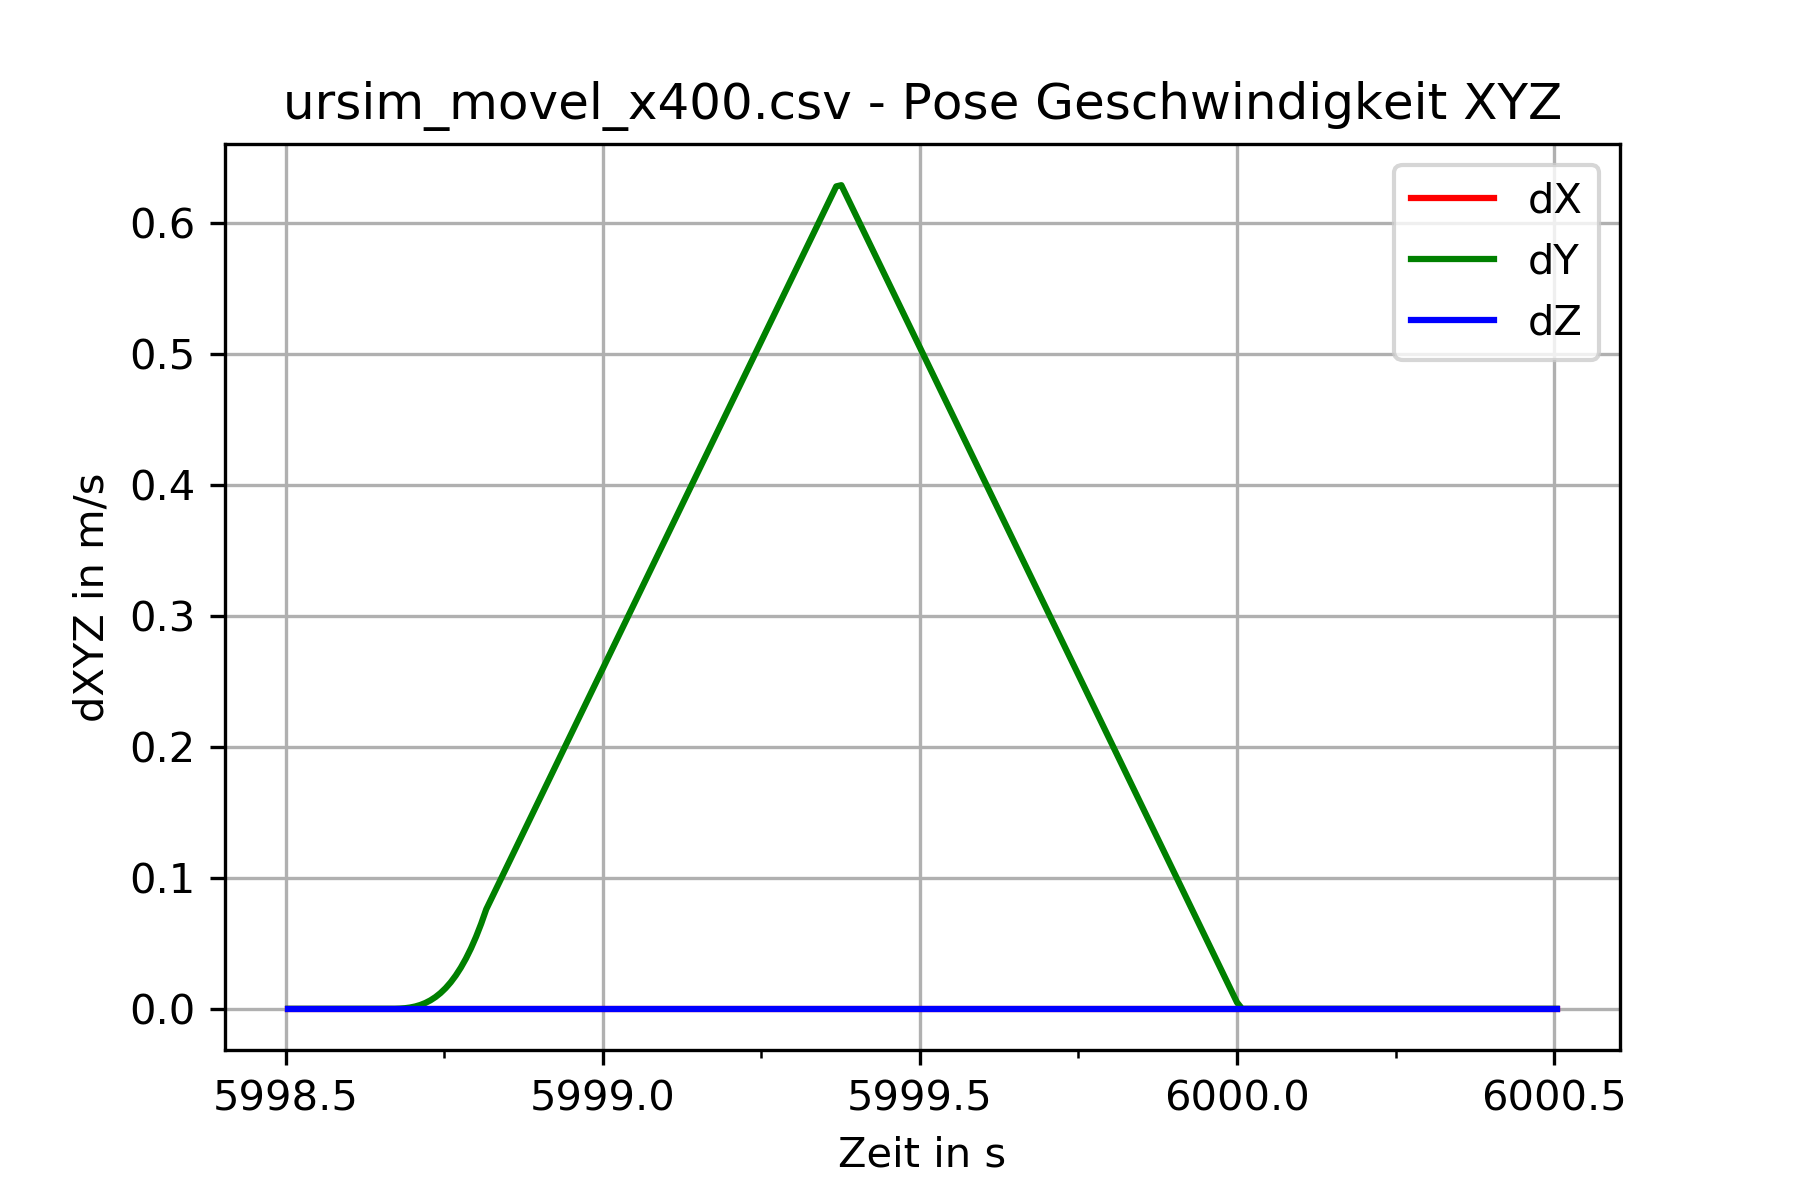 ursim_movel_x400.csv - Pose Geschwindigkeit XYZ
dX
dY
dZ
0.6
0.5
0.4
0.3
0.2
0.1
0.0
dXYZ in m/s
5998.5 5999.0 5999.5 6000.0 6000.5
Zeit in s